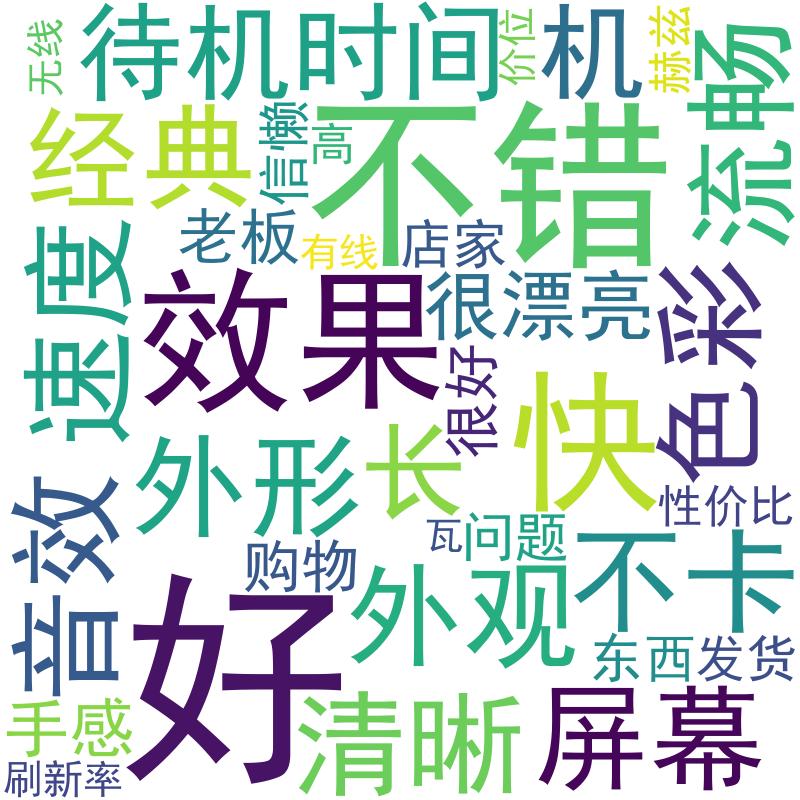 无线
待机时间
价位
机
赫兹
流畅
经典
信懒
高
不错
老板
有线
店家
速度
效果
很漂亮
色彩
很好
快
外形
长
性价比
音效
瓦
问题
不卡
购物
外观
好
东西
发货
手感
清晰
屏幕
刷新率